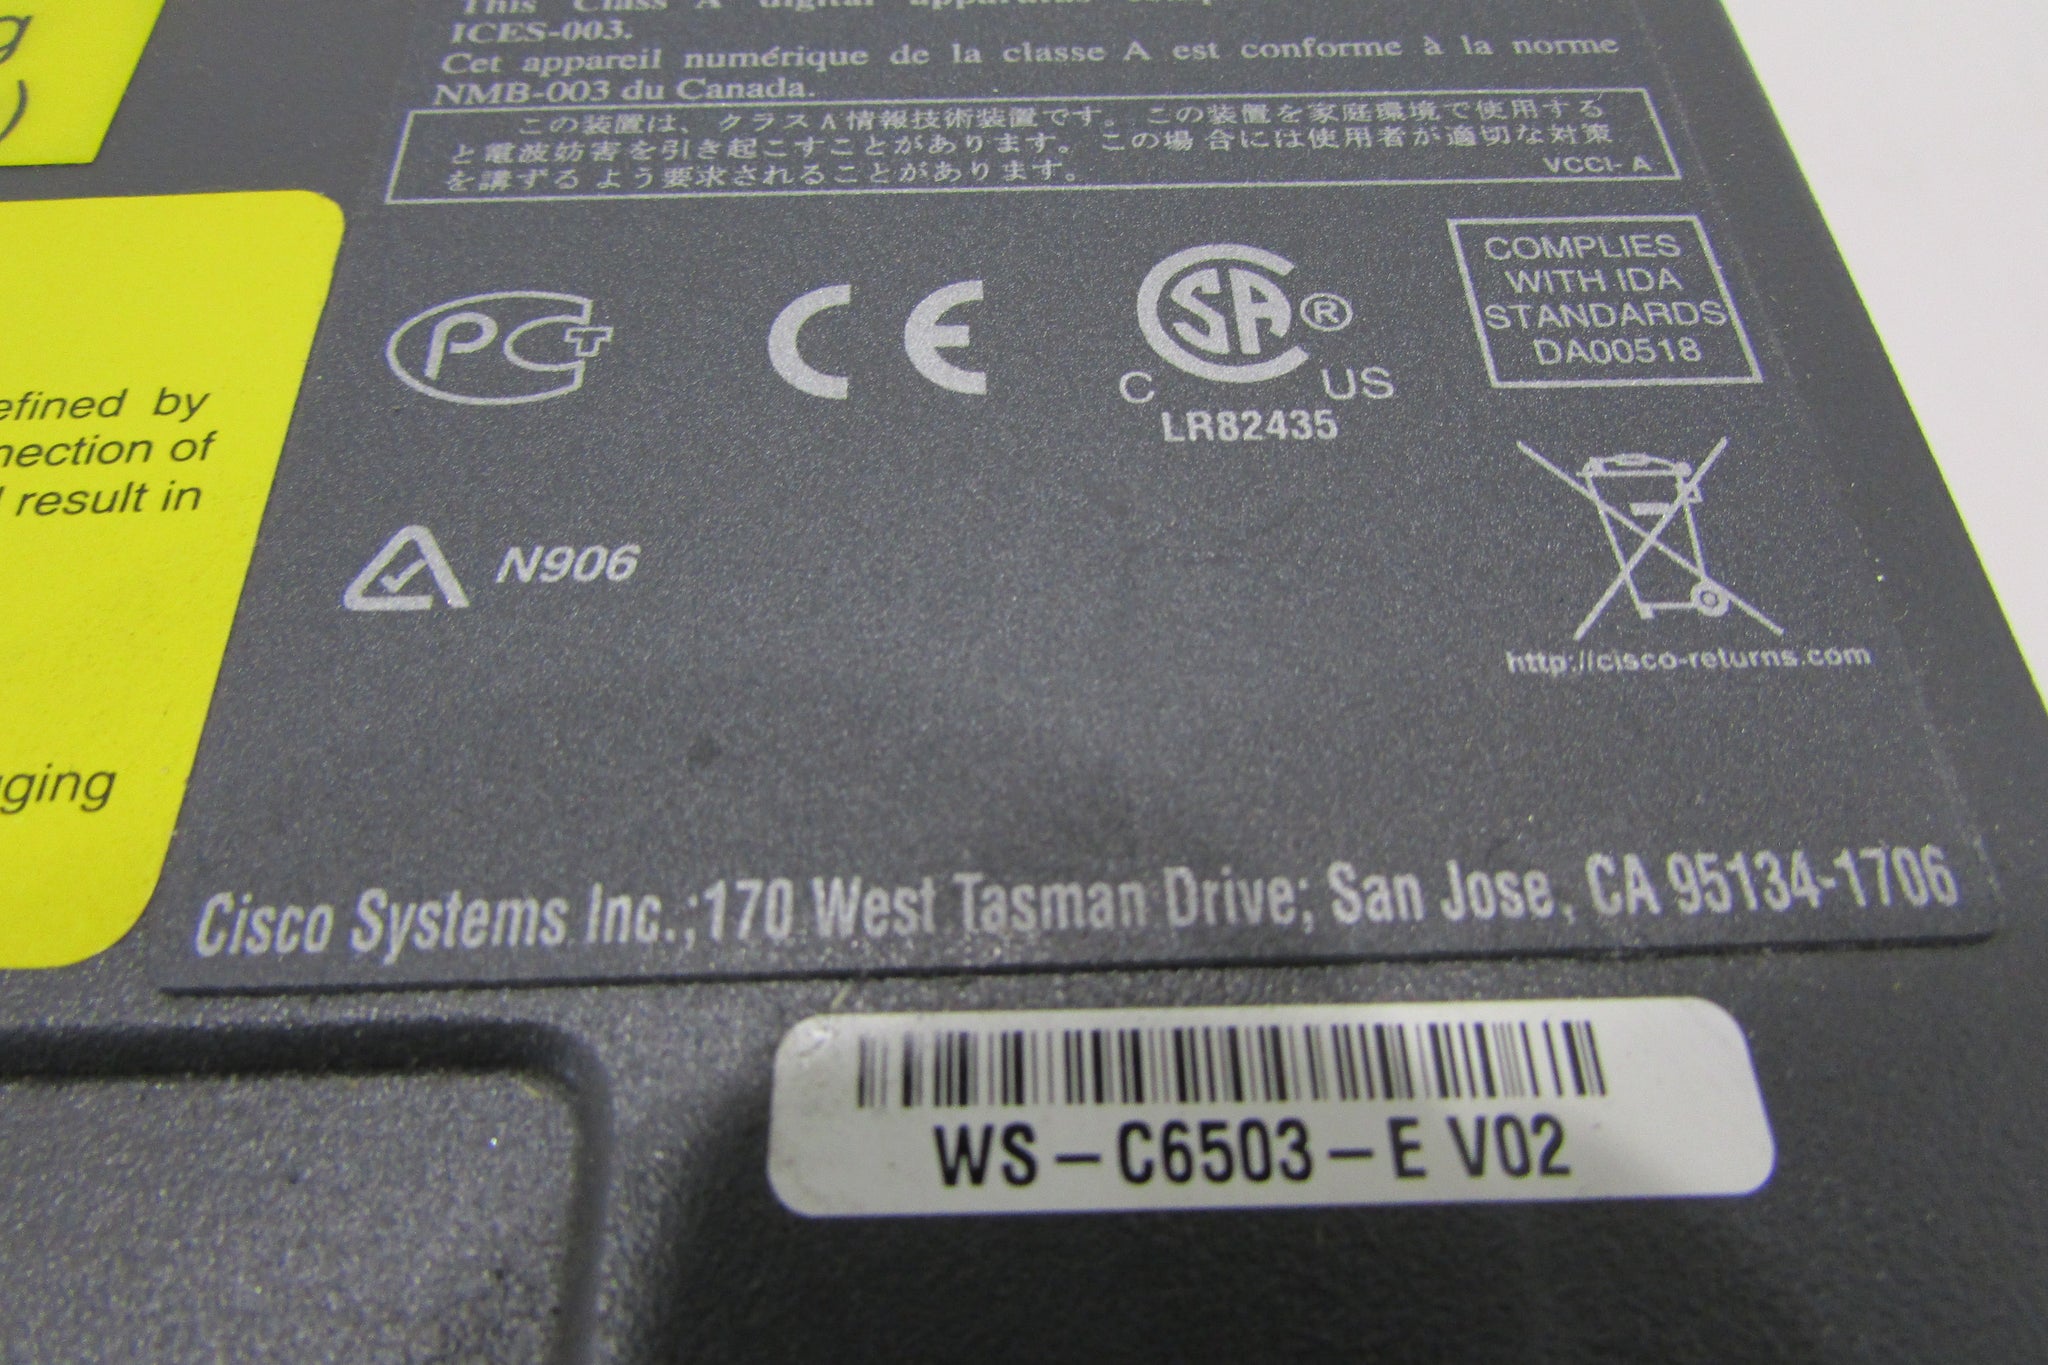 This Class A digital apparatus
ICES-003.
Cet appareil numérique de la classe A est conforme à la norme
NMB-003 du Canada.
この装置は、クラスA情報技術装置です。この装置を家庭環境で使用する
と電波妨害を引き起こすことがあります。この場合には使用者が適切な対策
を講ずるよう要求されることがあります。
VCCI-A
PCT
CE
CSA®
C US
LR82435
COMPLIES
WITH IDA
STANDARDS
DA00518
N906
http://cisco-returns.com
efined by
nection of
result in
ging
Cisco Systems Inc.;170 West Tasman Drive; San Jose, CA 95134-1706
WS-C6503-E V02